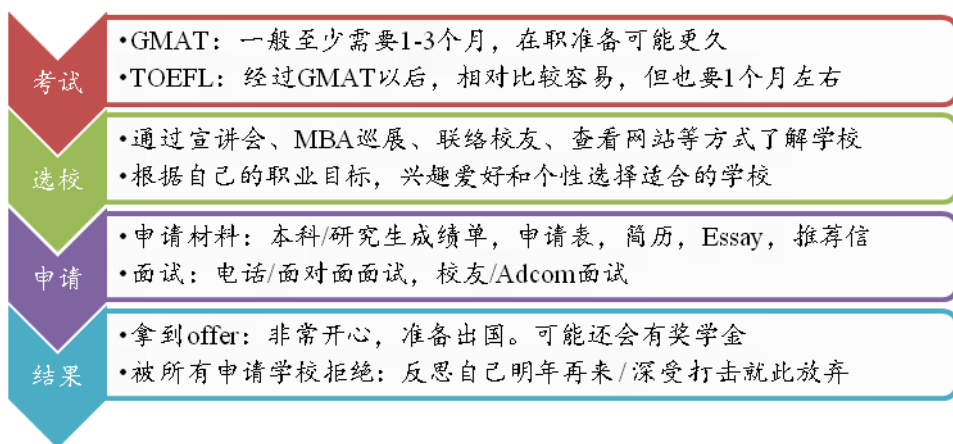 考试
•GMAT：一般至少需要1-3个月，在职准备可能更久
•TOEFL：经过GMAT以后，相对比较容易，但也要1个月左右
选校
•通过宣讲会、MBA巡展、联络校友、查看网站等方式了解学校
•根据自己的职业目标，兴趣爱好和个性选择适合的学校
申请
•申请材料：本科/研究生成绩单，申请表，简历，Essay，推荐信
•面试：电话/面对面面试，校友/Adcom面试
结果
•拿到offer：非常开心，准备出国。可能还会有奖学金
•被所有申请学校拒绝：反思自己明年再来/深受打击就此放弃